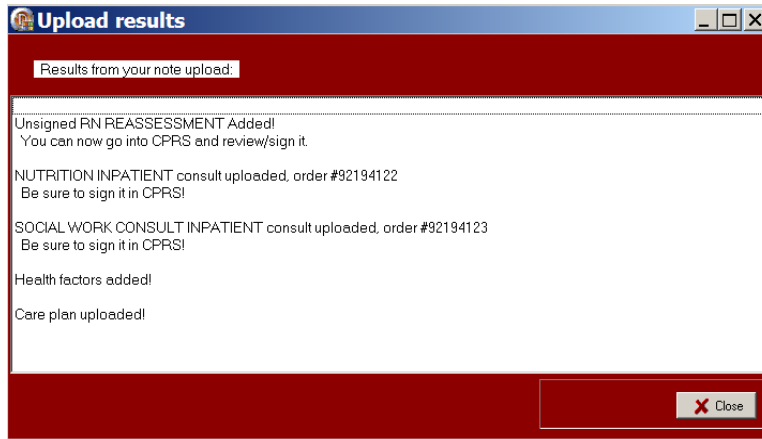 Upload results
Results from your note upload:
Unsigned RN REASSESSMENT Added!
You can now go into CPRS and review/sign it.
NUTRITION INPATIENT consult uploaded, order #92194122
Be sure to sign it in CPRS!
SOCIAL WORK CONSULT INPATIENT consult uploaded, order #92194123
Be sure to sign it in CPRS!
Health factors added!
Care plan uploaded!
Close